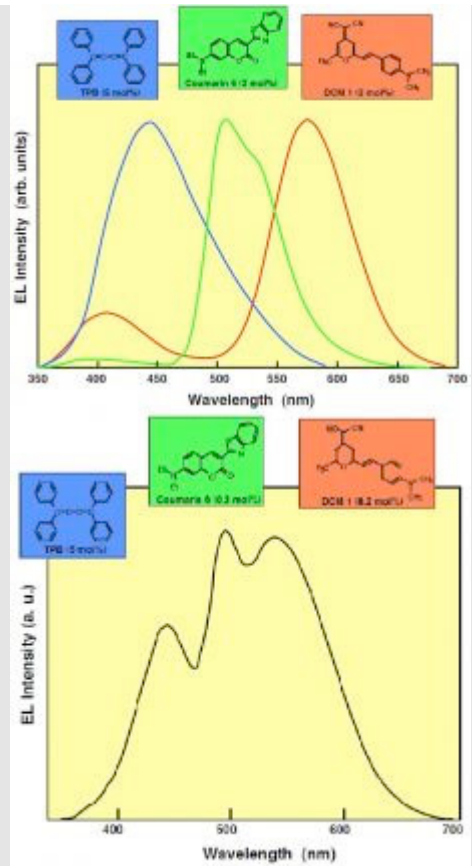 TPB (5 mol%)
Coumarin 6 (3 mol%)
DCM 1 (3 mol%)
EL Intensity (arb. units)
350 400 450 500 550 600 650 700
Wavelength (nm)
TPB (5 mol%)
Coumarin 6 (0.3 mol%)
DCM 1 (0.2 mol%)
EL Intensity (a. u.)
400 500 600 700
Wavelength (nm)